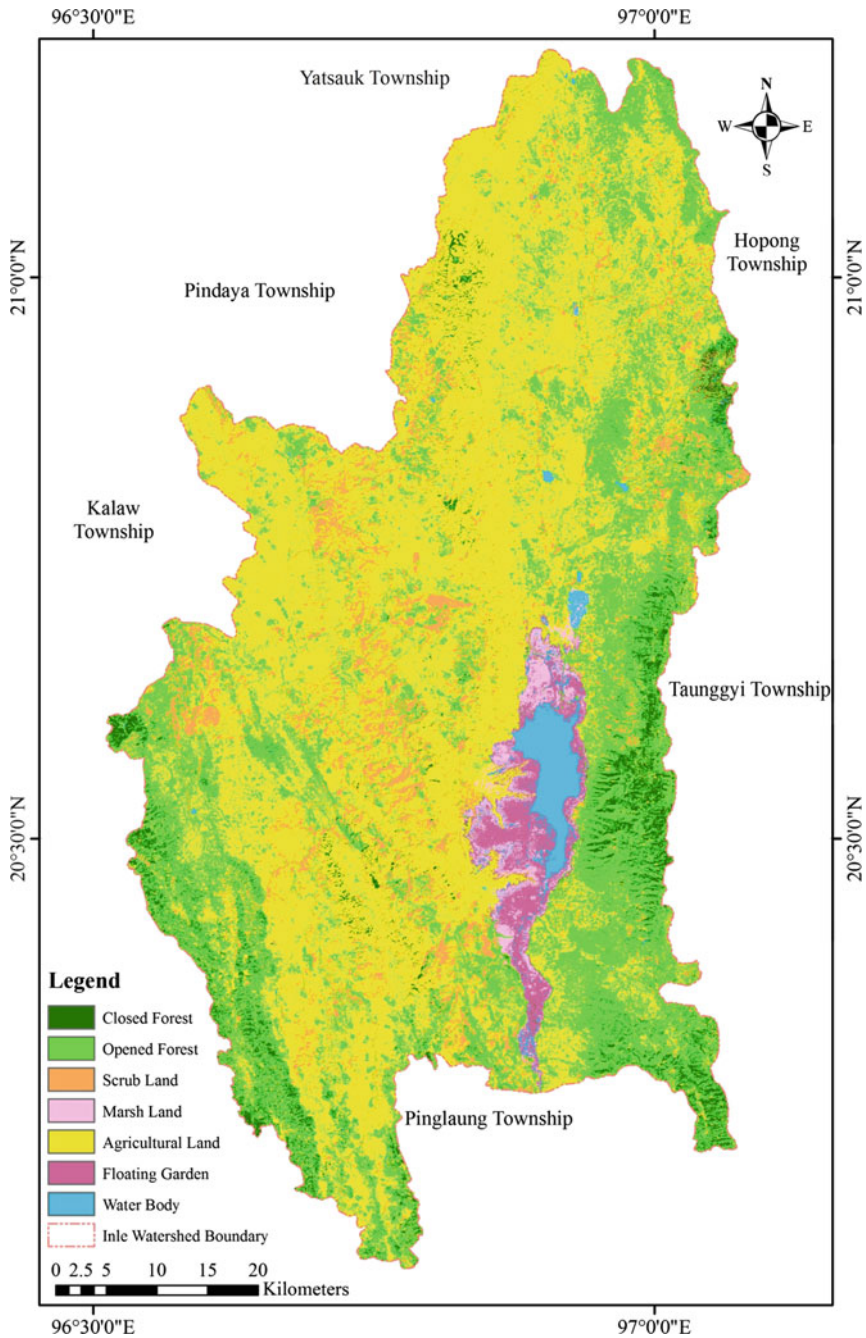 96°30'0"E
97°0'0"E
Yatsauk Township
N
W
E
S
Hopong
Township
21°0'0"N
21°0'0"N
Pindaya Township
Kalaw
Township
Taunggyi Township
20°30'0"N
20°30'0"N
Legend
Closed Forest
Opened Forest
Scrub Land
Marsh Land
Agricultural Land
Floating Garden
Water Body
Inle Watershed Boundary
Pinglaung Township
0 2.5 5 10 15 20
Kilometers
96°30'0"E
97°0'0"E